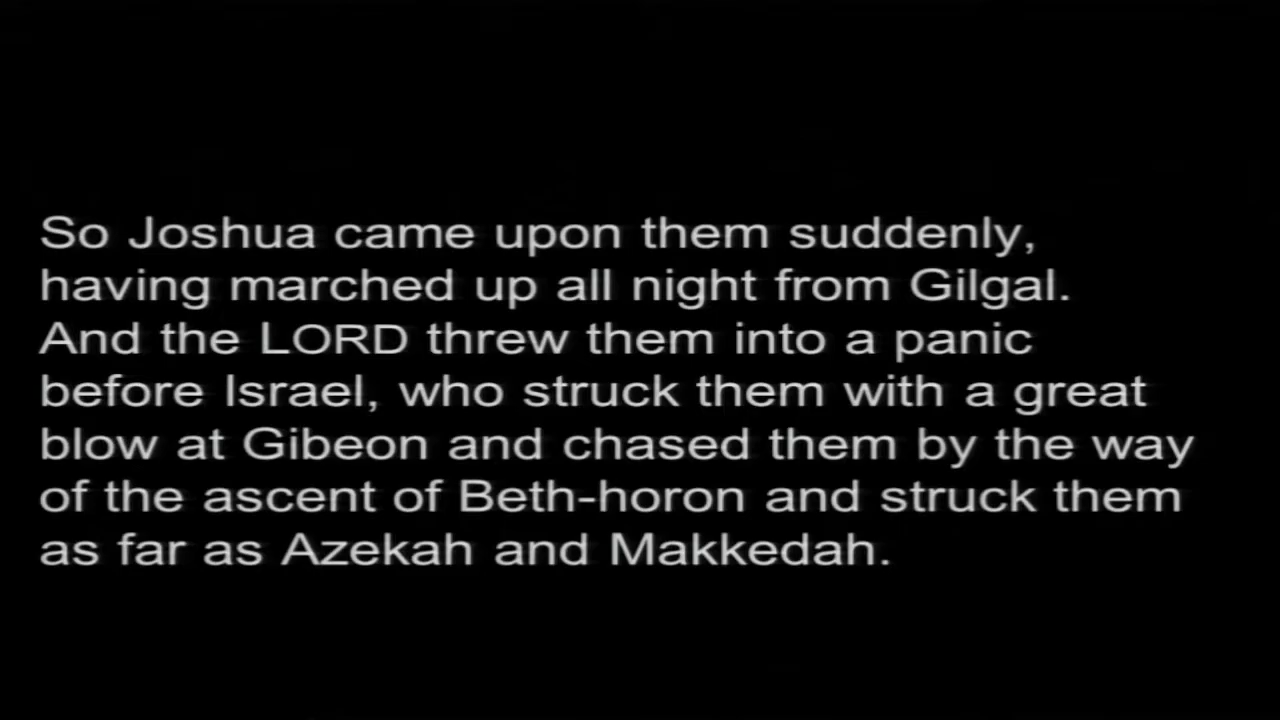 So Joshua came upon them suddenly,
having marched up all night from Gilgal.
And the LORD threw them into a panic
before Israel, who struck them with a great
blow at Gibeon and chased them by the way
of the ascent of Beth-horon and struck them
as far as Azekah and Makkedah.